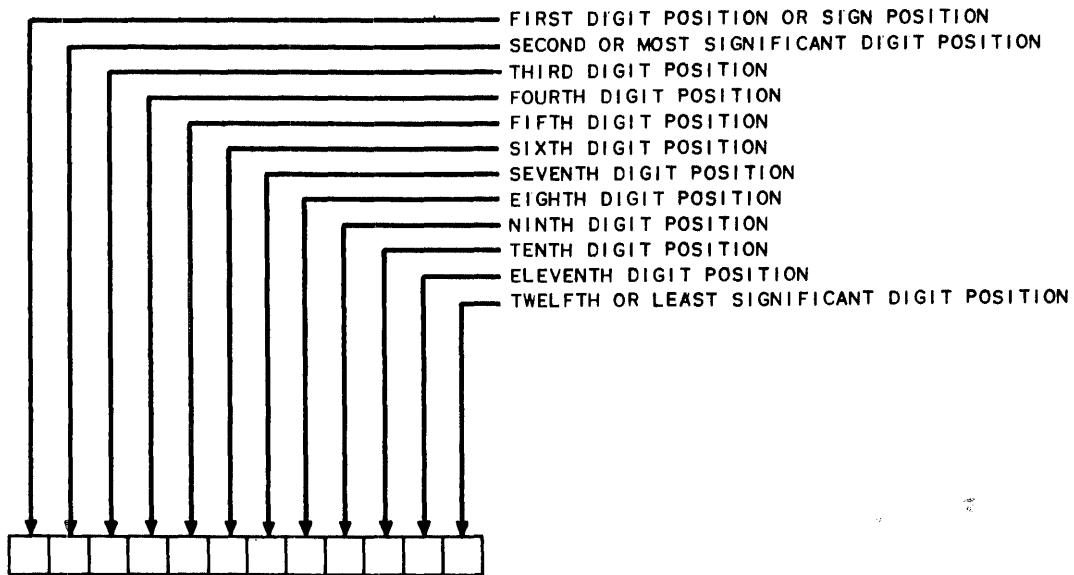 FIRST DIGIT POSITION OR SIGN POSITION
SECOND OR MOST SIGNIFICANT DIGIT POSITION
THIRD DIGIT POSITION
FOURTH DIGIT POSITION
FIFTH DIGIT POSITION
SIXTH DIGIT POSITION
SEVENTH DIGIT POSITION
EIGHTH DIGIT POSITION
NINTH DIGIT POSITION
TENTH DIGIT POSITION
ELEVENTH DIGIT POSITION
TWELFTH OR LEAST SIGNIFICANT DIGIT POSITION